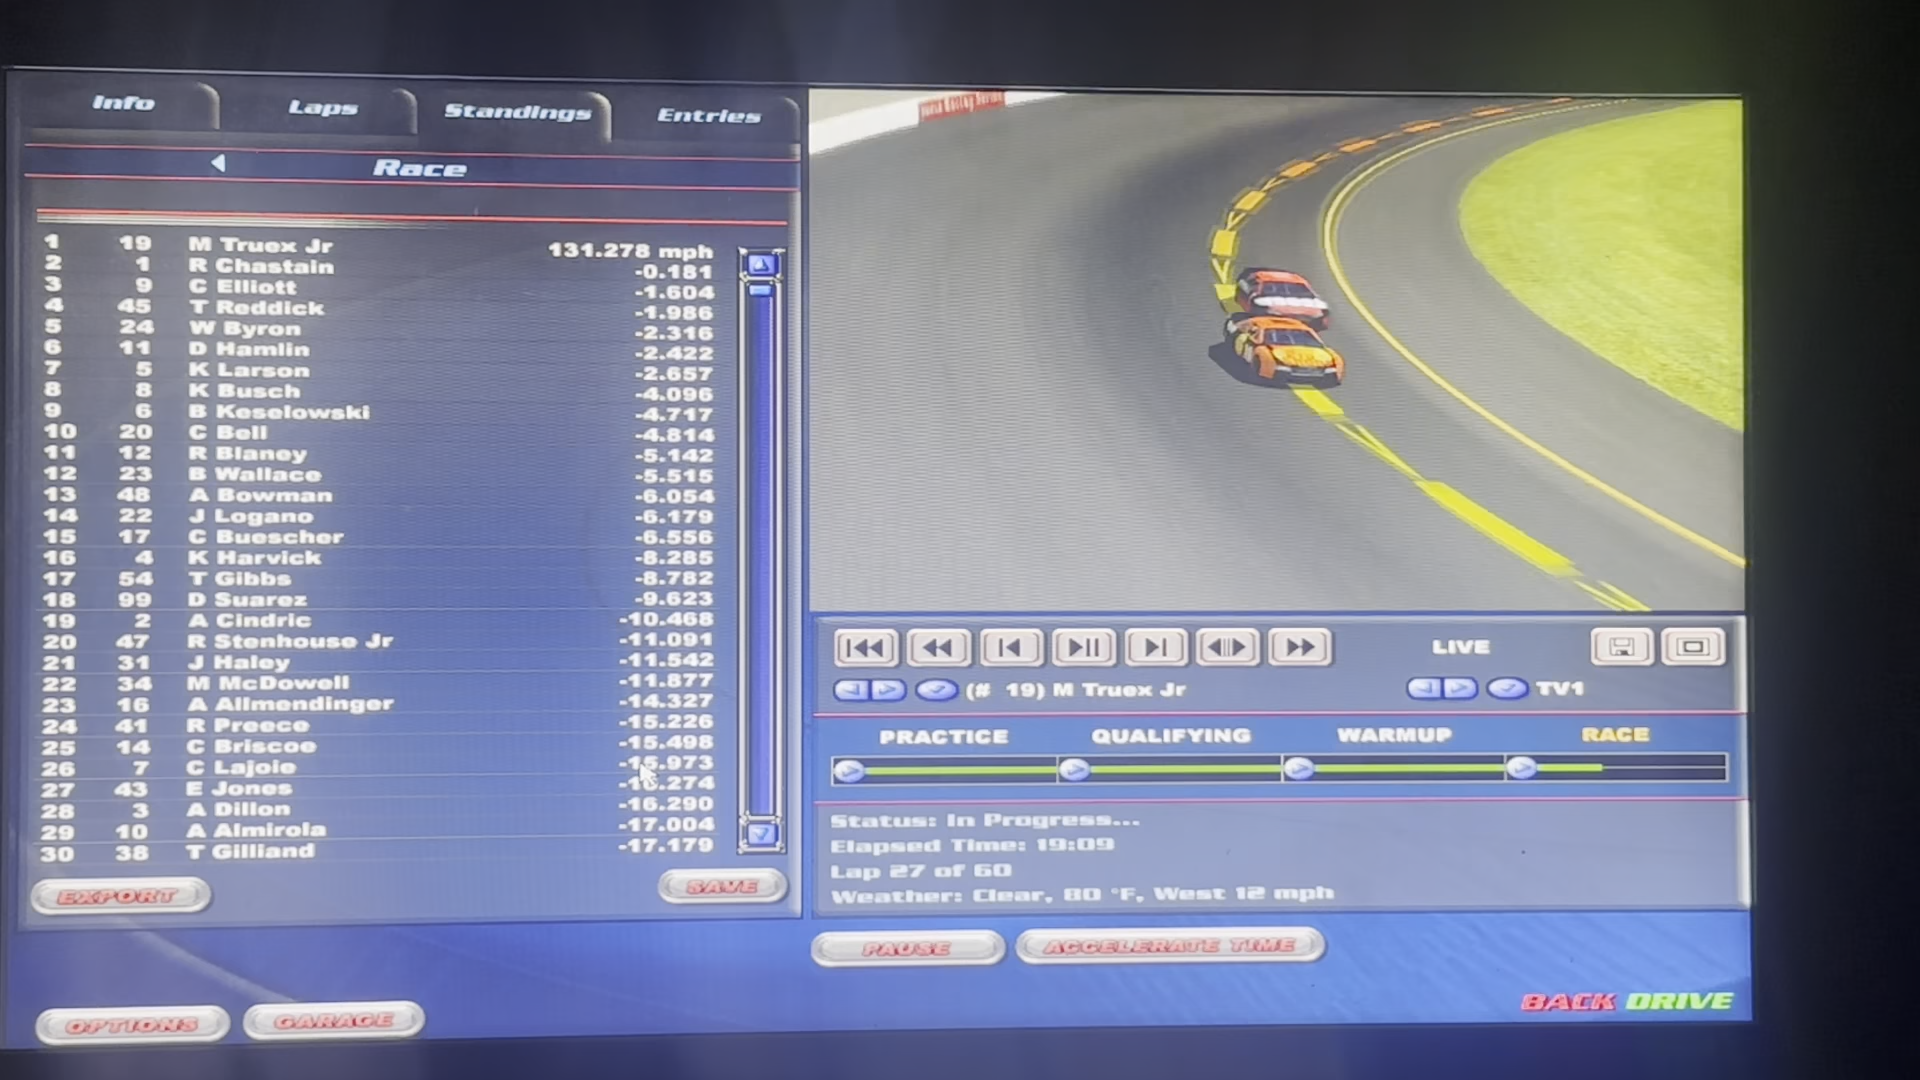 Info Laps Standings Entries
Race
1 19 M Truex Jr 131.278 mph
2 1 R Chastain -0.181
3 9 C Elliott -1.604
4 45 T Reddick -1.986
5 24 W Byron -2.316
6 11 D Hamlin -2.422
7 5 K Larson -2.657
8 8 K Busch -4.096
9 6 B Keselowski -4.717
10 20 C Bell -4.814
11 12 R Blaney -5.142
12 23 B Wallace -5.515
13 48 A Bowman -6.054
14 22 J Logano -6.179
15 17 C Buescher -6.556
16 4 K Harvick -8.285
17 54 T Gibbs -8.782
18 99 D Suarez -9.623
19 2 A Cindric -10.468
20 47 R Stenhouse Jr -11.091
21 31 J Haley -11.542
22 34 M McDowell -11.877
23 16 A Allmendinger -14.327
24 41 R Preece -15.226
25 14 C Briscoe -15.498
26 7 C Lajoie -15.973
27 43 E Jones -16.274
28 3 A Dillon -16.290
29 10 A Almirola -17.004
30 38 T Gilliand -17.179
EXPORT SAVE
OPTIONS GARAGE
LIVE
(# 19) M Truex Jr TV1
PRACTICE QUALIFYING WARMUP RACE
Status: In Progress...
Elapsed Time: 19:09
Lap 27 of 60
Weather: Clear, 80 °F, West 12 mph
PAUSE ACCELERATE TIME
BACK DRIVE